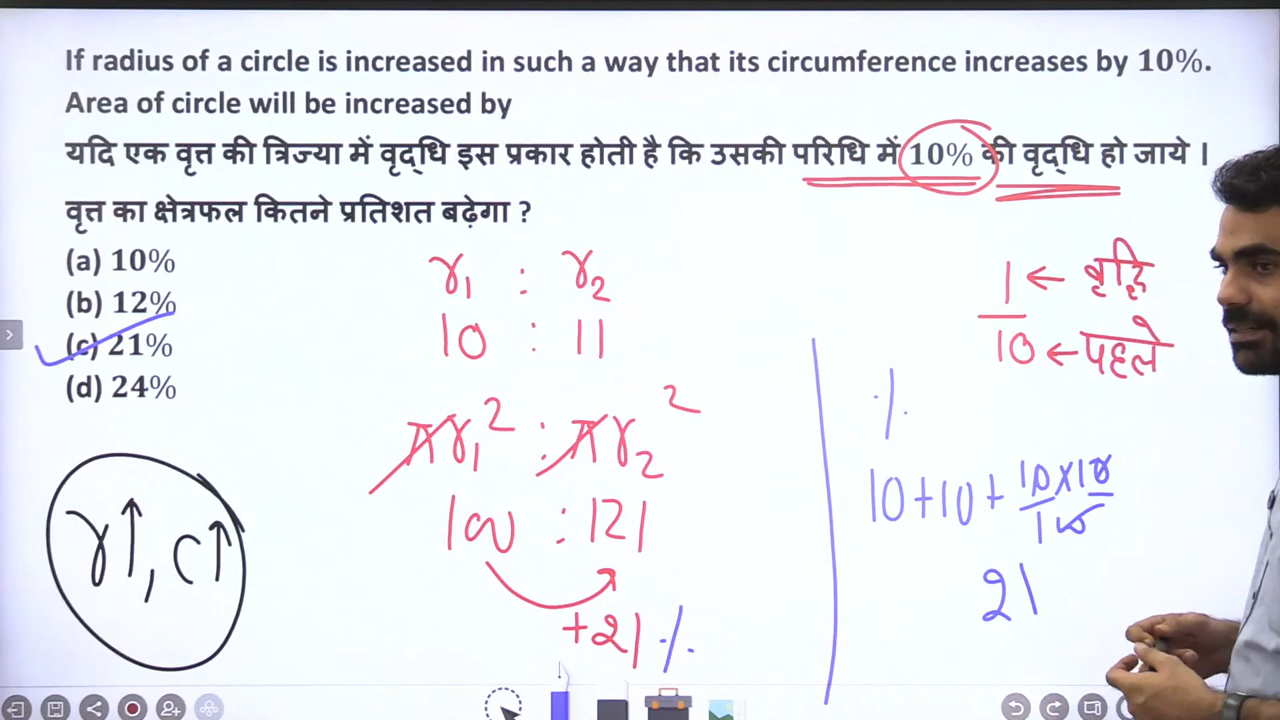 If radius of a circle is increased in such a way that its circumference increases by 10%.
Area of circle will be increased by
यदि एक वृत्त की त्रिज्या में वृद्धि इस प्रकार होती है कि उसकी परिधि में 10% की वृद्धि हो जाये ।
वृत्त का क्षेत्रफल कितने प्रतिशत बढ़ेगा ?
(a) 10%
(b) 12%
(c) 21%
(d) 24%
r₁ : r₂
10 : 11
πr₁² : πr₂²
100 : 121
+21 %
r↑, c↑
1 ← वृद्धि
10 ← पहले
%
10+10+ 10×10
100
21